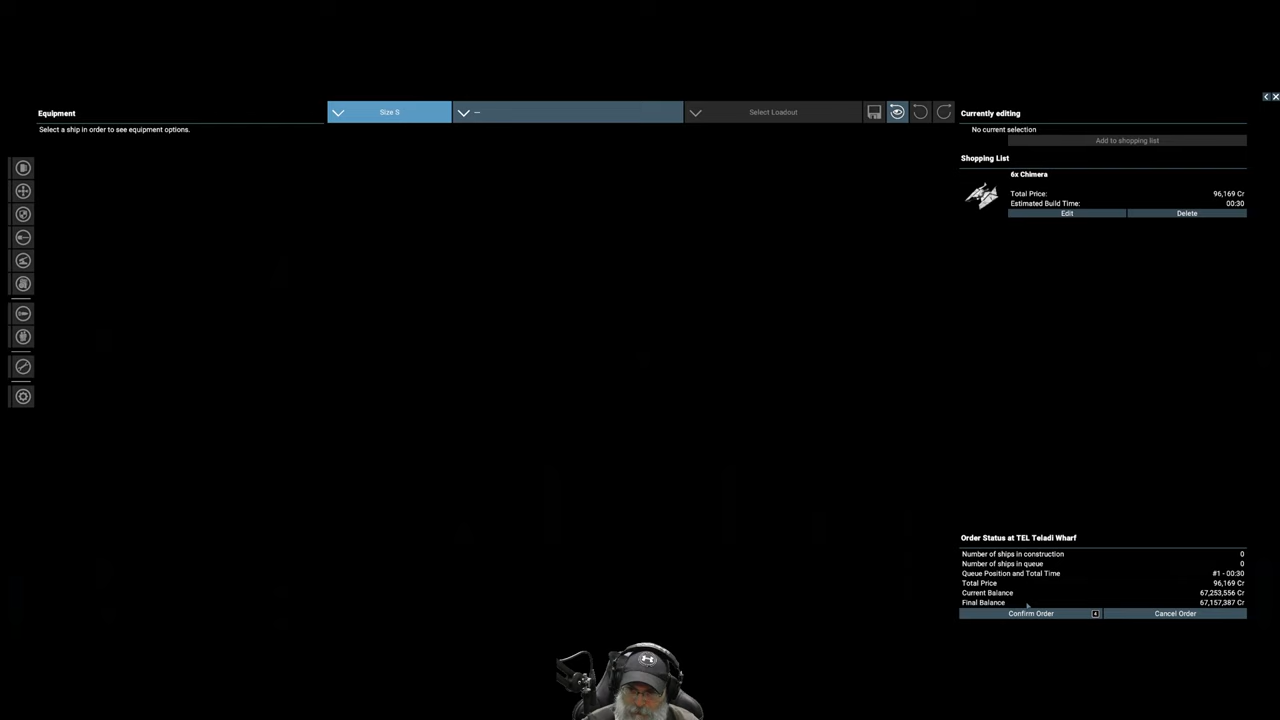 Equipment
Select a ship in order to see equipment options.
Size S
--
Select Loadout
Currently editing
No current selection
Add to shopping list
Shopping List
6x Chimera
Total Price: 96,169 Cr
Estimated Build Time: 00:30
Edit Delete
Order Status at TEL Teladi Wharf
Number of ships in construction 0
Number of ships in queue 0
Queue Position and Total Time #1 - 00:30
Total Price 96,169 Cr
Current Balance 67,253,556 Cr
Final Balance 67,157,387 Cr
Confirm Order Cancel Order